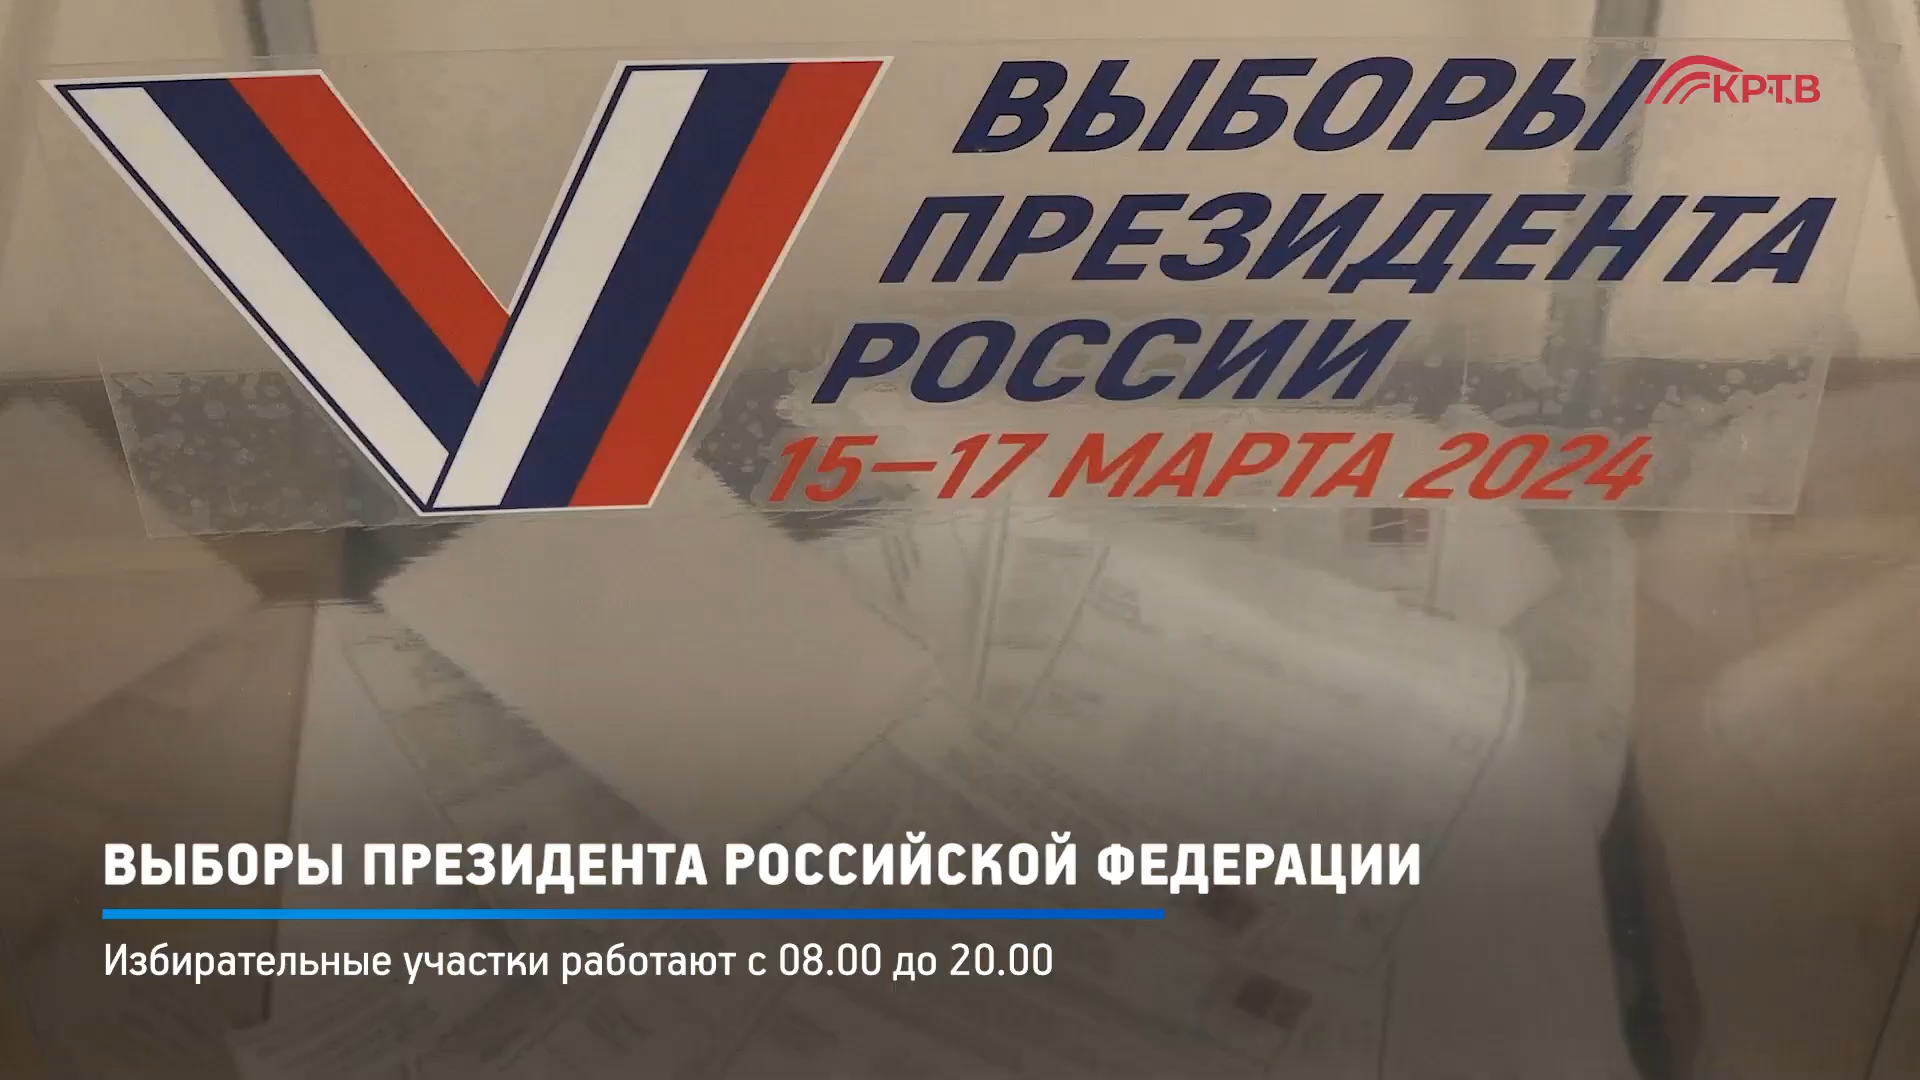 ВЫБОРЫ
ПРЕЗИДЕНТА
РОССИИ
15–17 МАРТА 2024
КРТВ
ВЫБОРЫ ПРЕЗИДЕНТА РОССИЙСКОЙ ФЕДЕРАЦИИ
Избирательные участки работают с 08.00 до 20.00